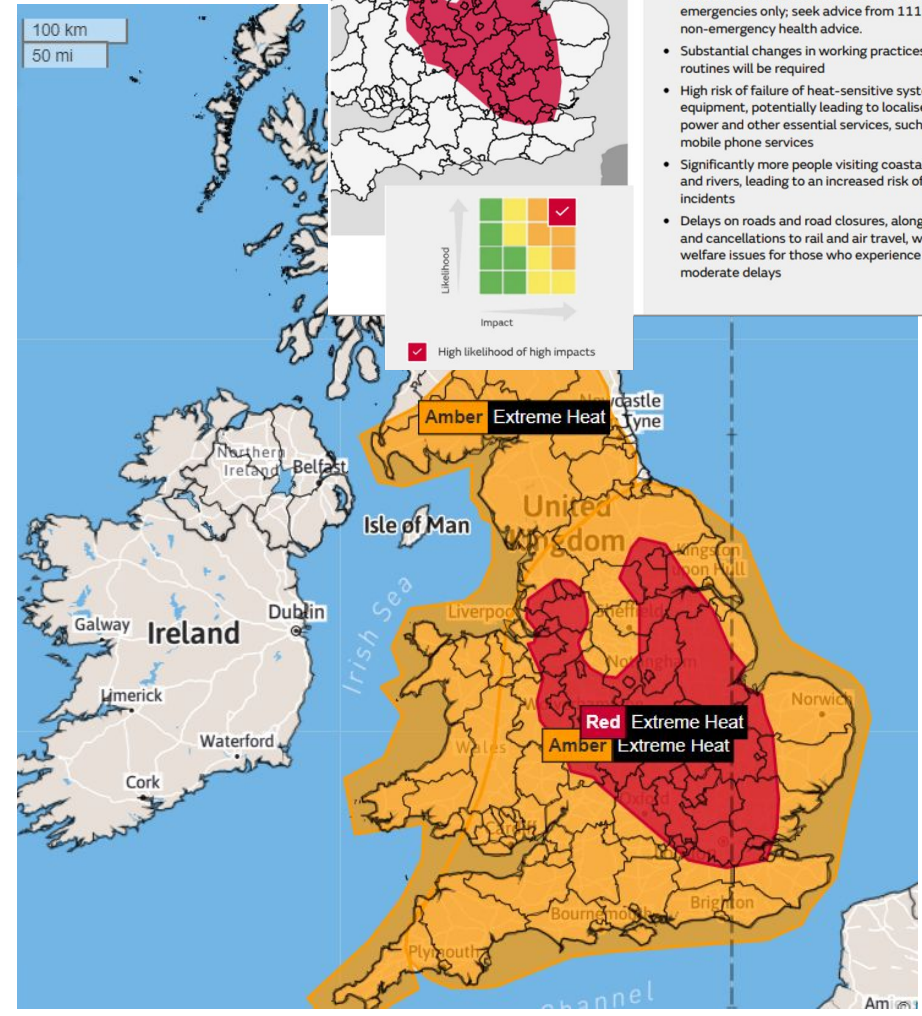 100 km
50 mi
emergencies only; seek advice from 111
non-emergency health advice.
• Substantial changes in working practices
routines will be required
• High risk of failure of heat-sensitive
equipment, potentially leading to
power and other essential services, such
mobile phone services
• Significantly more people visiting
and rivers, leading to an increased risk of
incidents
• Delays on roads and road closures, along
and cancellations to rail and air travel,
welfare issues for those who experience
moderate delays
Likelihood
Impact
High likelihood of high impacts
Amber Extreme Heat
Tyne
Northern
Ireland
Belfast
United
Kingdom
Isle of Man
Kingston
upon Hull
Irish Sea
Liverpool
Sheffield
Dublin
Galway
Ireland
Nottingham
Limerick
Norwich
Red Extreme Heat
Amber Extreme Heat
Waterford
Wales
Cork
Oxford
Cardiff
London
Brighton
Bournemouth
Plymouth
Channel